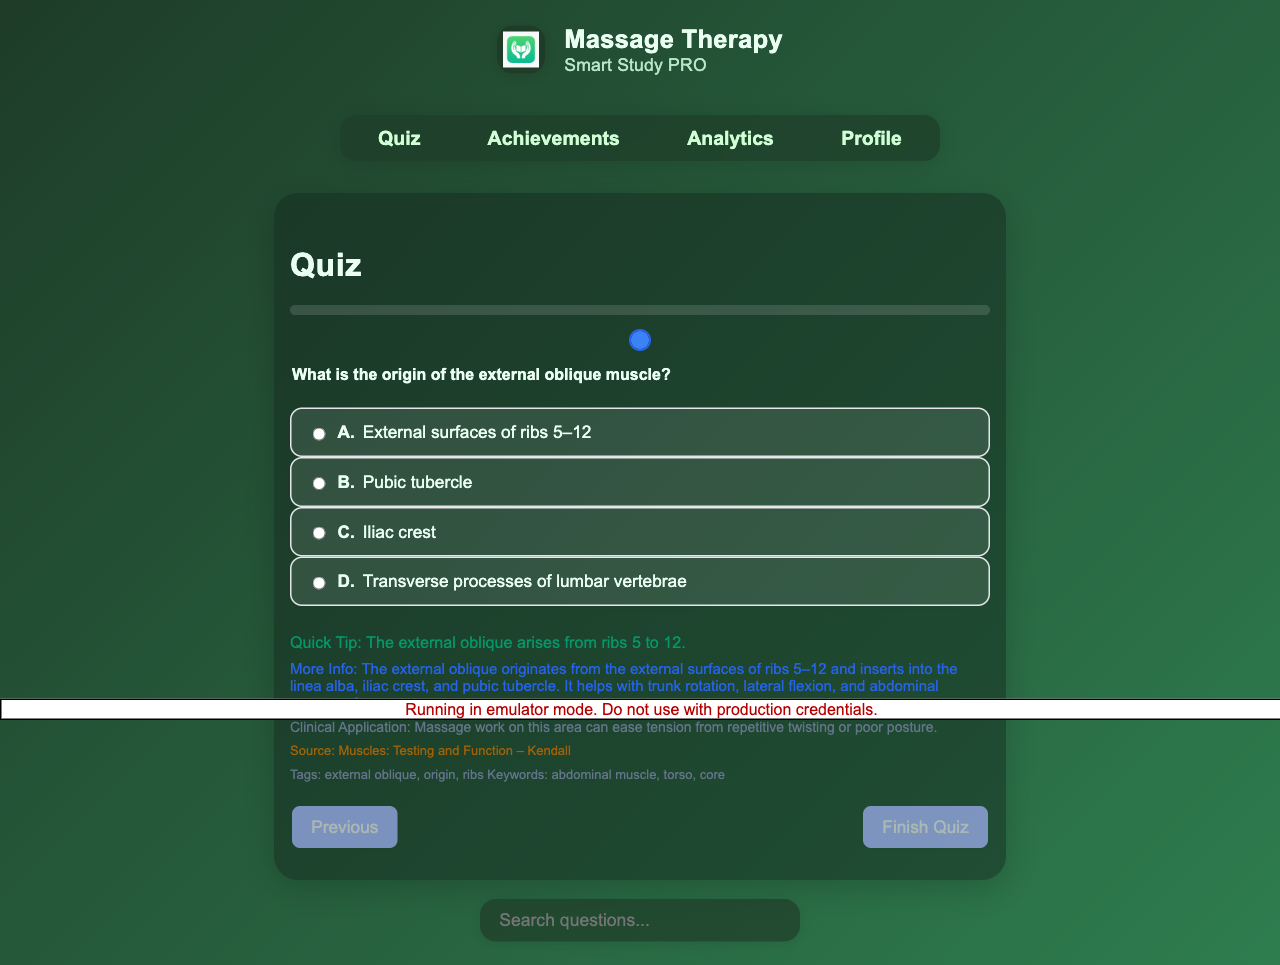 Massage Therapy
Smart Study PRO
Quiz
Achievements
Analytics
Profile
Quiz
What is the origin of the external oblique muscle?
A. External surfaces of ribs 5–12
B. Pubic tubercle
C. Iliac crest
D. Transverse processes of lumbar vertebrae
Quick Tip: The external oblique arises from ribs 5 to 12.
More Info: The external oblique originates from the external surfaces of ribs 5–12 and inserts into the
linea alba, iliac crest, and pubic tubercle. It helps with trunk rotation, lateral flexion, and abdominal
Running in emulator mode. Do not use with production credentials.
Clinical Application: Massage work on this area can ease tension from repetitive twisting or poor posture.
Source: Muscles: Testing and Function – Kendall
Tags: external oblique, origin, ribs Keywords: abdominal muscle, torso, core
Previous
Finish Quiz
Search questions...